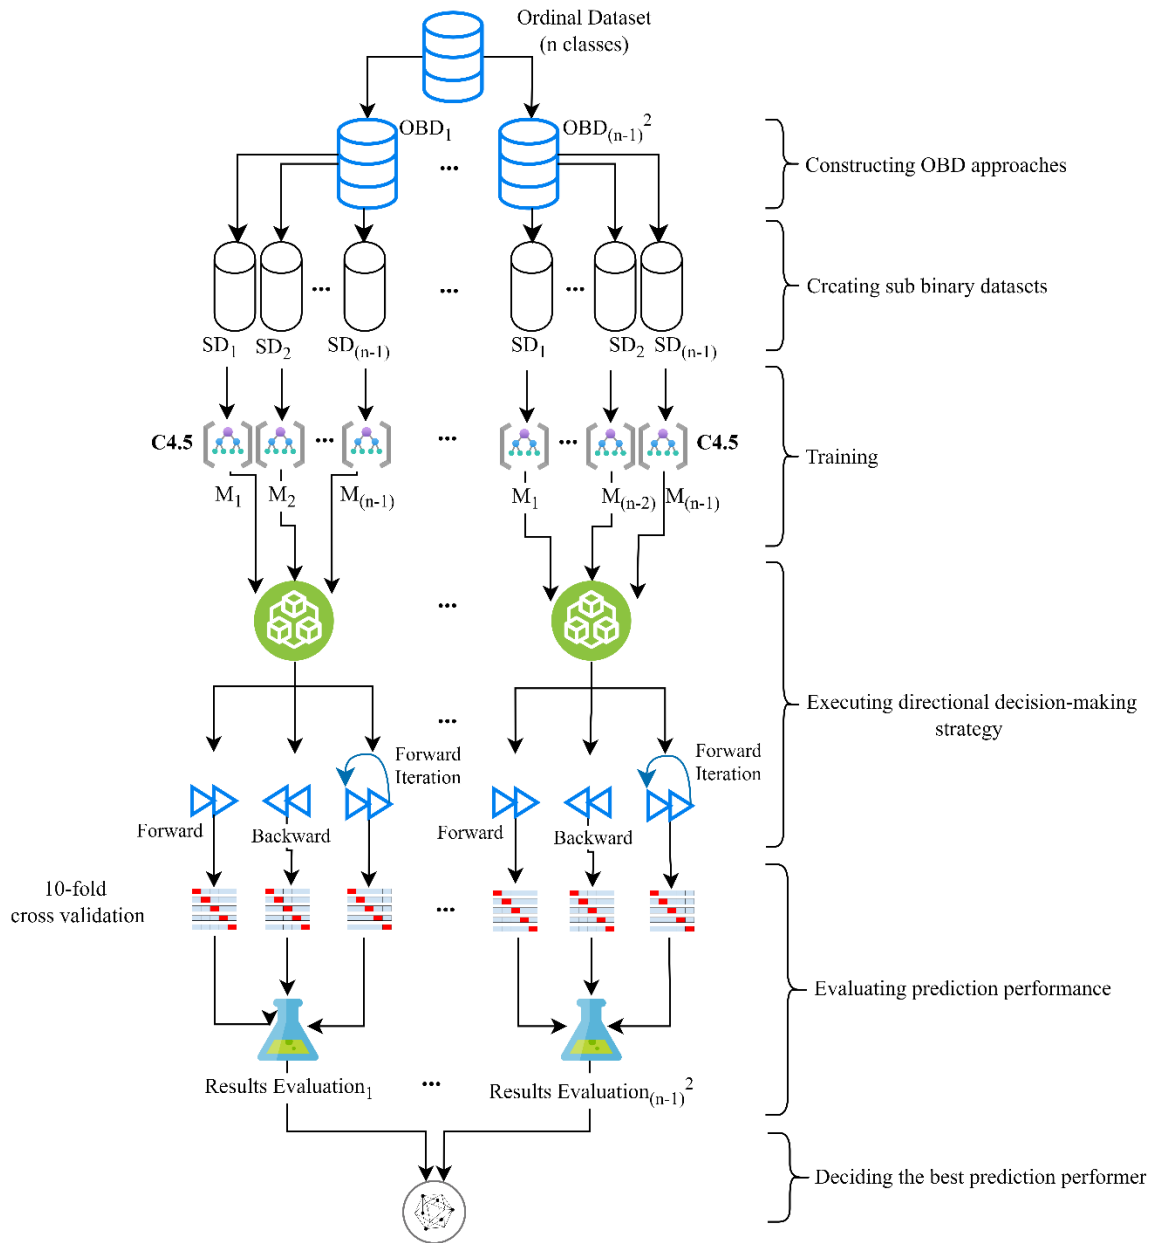 Ordinal Dataset
(n classes)
OBD1
...
OBD(n-1)2
Constructing OBD approaches
...
...
...
Creating sub binary datasets
SD1
SD2
SD(n-1)
SD1
SD2
SD(n-1)
C4.5
...
...
...
C4.5
Training
M1
M2
M(n-1)
M1
M(n-2)
M(n-1)
...
Executing directional decision-making
strategy
...
Forward
Iteration
Forward
Iteration
Forward
Backward
Forward
Backward
10-fold
cross validation
...
Evaluating prediction performance
Results Evaluation1
...
Results Evaluation(n-1)2
Deciding the best prediction performer